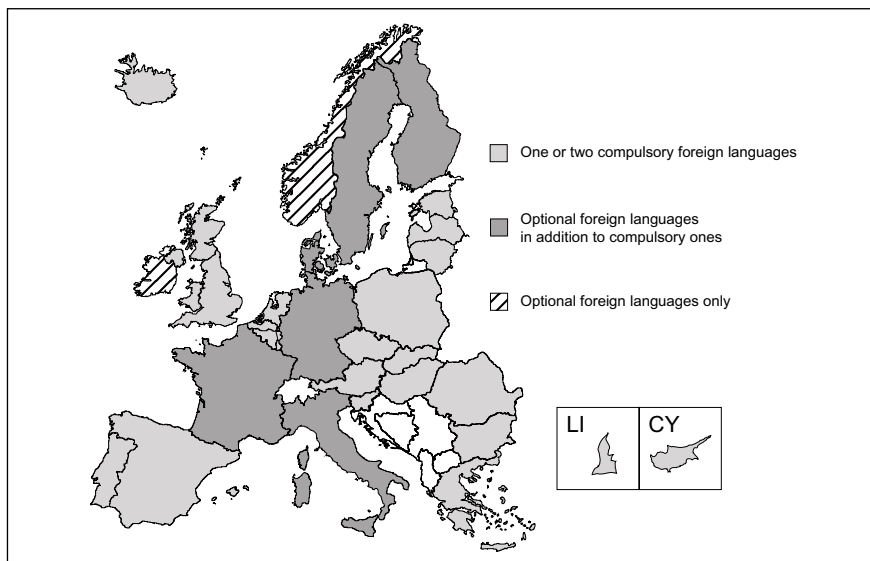 One or two compulsory foreign languages
Optional foreign languages
in addition to compulsory ones
Optional foreign languages only
LI
CY